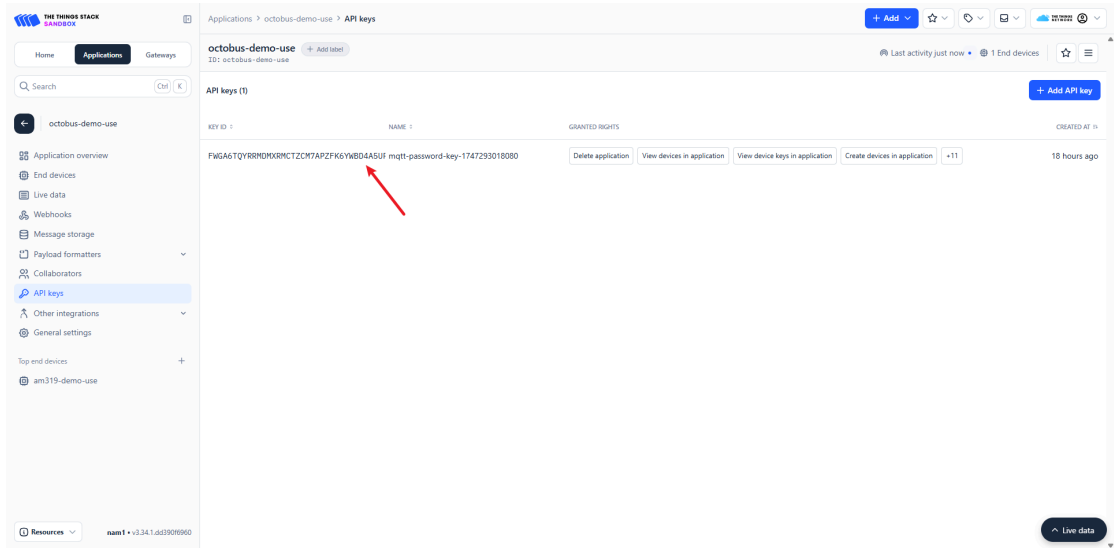 THE THINGS STACK
SANDBOX
Applications > octobus-demo-use > API keys
+ Add
THE THINGS
NETWORK
Home
Applications
Gateways
octobus-demo-use
+ Add label
ID: octobus-demo-use
Last activity just now • 1 End devices
Search
Ctrl
K
API keys (1)
+ Add API key
octobus-demo-use
KEY ID
NAME
GRANTED RIGHTS
CREATED AT
FWGA6TQYRRMDMXRMCTZCM7APZFK6YWBD4A5UF mqtt-password-key-1747293018080
Delete application
View devices in application
View device keys in application
Create devices in application
+11
18 hours ago
Application overview
End devices
Live data
Webhooks
Message storage
Payload formatters
Collaborators
API keys
Other integrations
General settings
Top end devices
+
am319-demo-use
Resources
nam1 • v3.34.1.dd390f6960
Live data